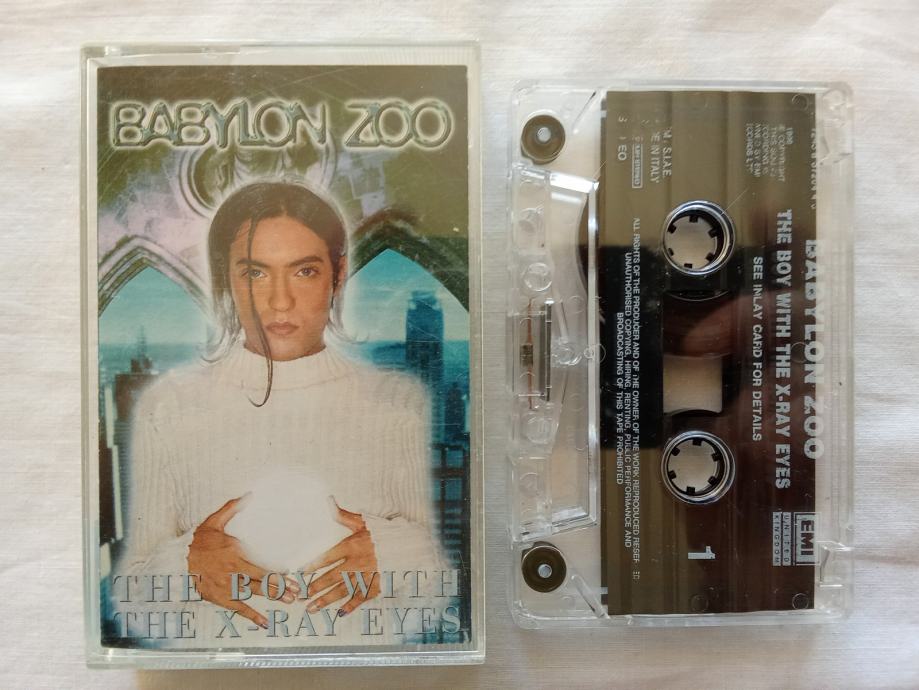 BABYLON ZOO
THE BOY WITH
THE X-RAY EYES
BABYLON ZOO
THE BOY WITH THE X-RAY EYES
SEE INLAY CARD FOR DETAILS
EMI
UNITED
KINGDOM
1
S.I.A.E.
IN ITALY
ALL RIGHTS OF THE PRODUCER AND OF THE OWNER OF THE WORK REPRODUCED
UNAUTHORISED COPYING, HIRING, RENTING, PUBLIC PERFORMANCE AND
BROADCASTING OF THIS TAPE PROHIBITED